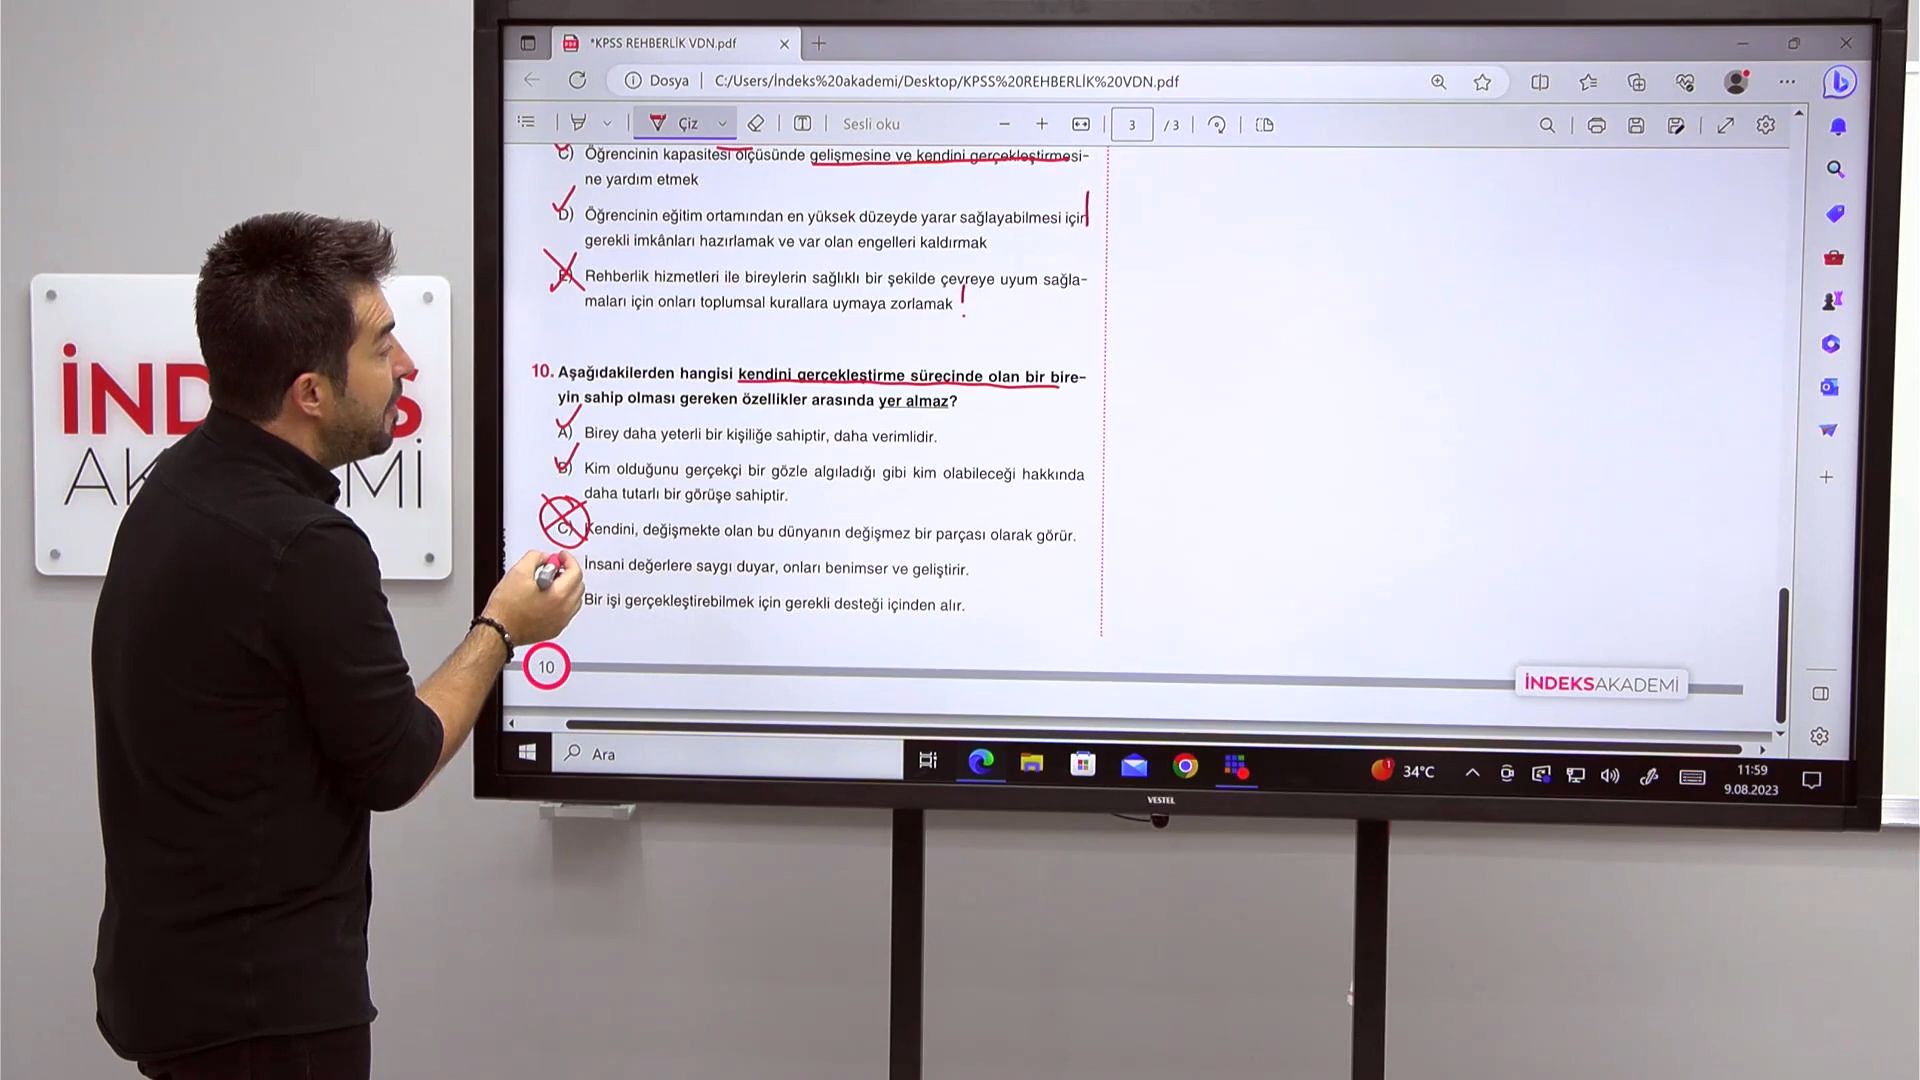 *KPSS REHBERLİK VDN.pdf
Dosya
C:/Users/İndeks%20akademi/Desktop/KPSS%20REHBERLİK%20VDN.pdf
Çiz
Sesli oku
3
/ 3
C) Öğrencinin kapasitesi ölçüsünde gelişmesine ve kendini gerçekleştirmesi-
ne yardım etmek
D) Öğrencinin eğitim ortamından en yüksek düzeyde yarar sağlayabilmesi için
gerekli imkânları hazırlamak ve var olan engelleri kaldırmak
E) Rehberlik hizmetleri ile bireylerin sağlıklı bir şekilde çevreye uyum sağla-
maları için onları toplumsal kurallara uymaya zorlamak !
10. Aşağıdakilerden hangisi kendini gerçekleştirme sürecinde olan bir bire-
yin sahip olması gereken özellikler arasında yer almaz?
A) Birey daha yeterli bir kişiliğe sahiptir, daha verimlidir.
B) Kim olduğunu gerçekçi bir gözle algıladığı gibi kim olabileceği hakkında
daha tutarlı bir görüşe sahiptir.
C) Kendini, değişmekte olan bu dünyanın değişmez bir parçası olarak görür.
İnsani değerlere saygı duyar, onları benimser ve geliştirir.
Bir işi gerçekleştirebilmek için gerekli desteği içinden alır.
10
İNDEKSAKADEMİ
Ara
1
34°C
11:59
9.08.2023
VESTEL